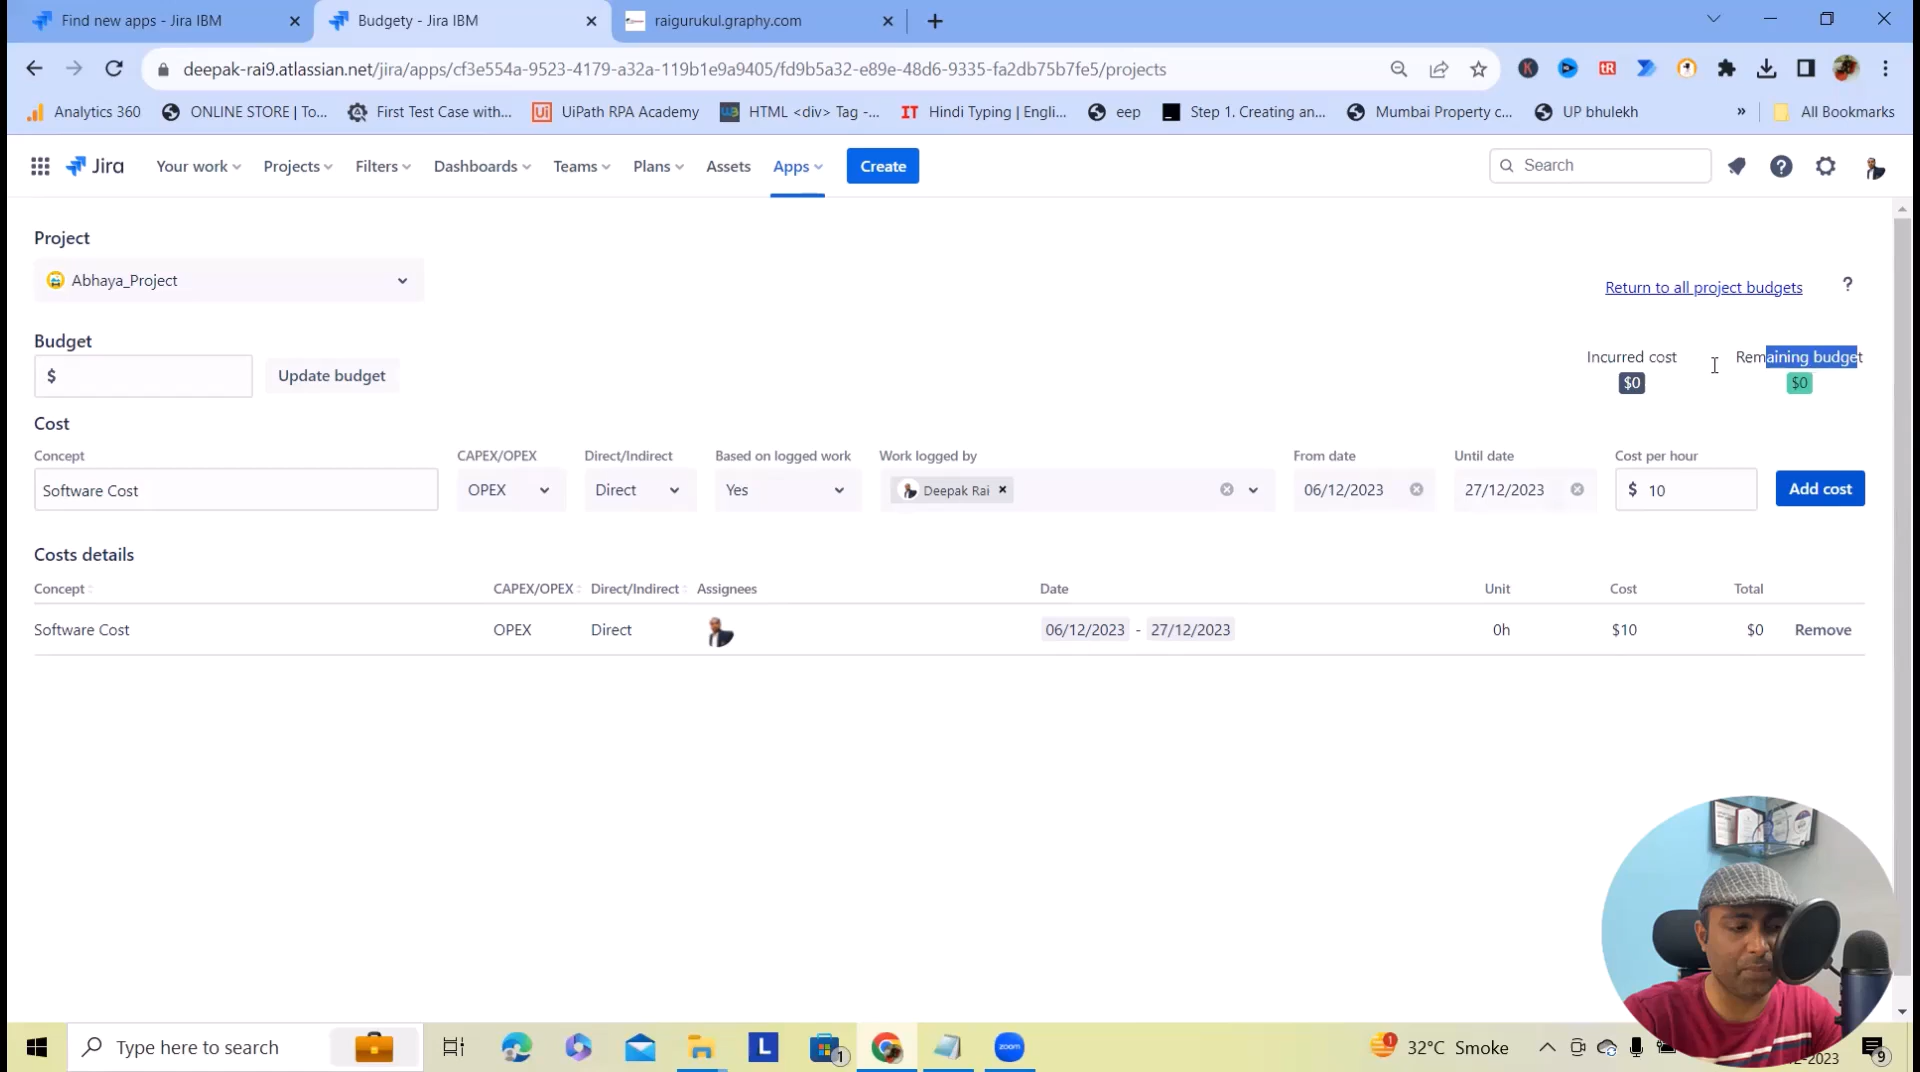 Find new apps - Jira IBM
Budgety - Jira IBM
raigurukul.graphy.com
deepak-rai9.atlassian.net/jira/apps/cf3e554a-9523-4179-a32a-119b1e9a9405/fd9b5a32-e89e-48d6-9335-fa2db75b7fe5/projects
Analytics 360
ONLINE STORE | To...
First Test Case with...
UiPath RPA Academy
HTML <div> Tag -...
Hindi Typing | Engli...
eep
Step 1. Creating an...
Mumbai Property c...
UP bhulekh
»
All Bookmarks
Jira
Your work
Projects
Filters
Dashboards
Teams
Plans
Assets
Apps
Create
Search
Project
Abhaya_Project
Return to all project budgets
?
Budget
$
Update budget
Incurred cost
Remaining budget
$0
$0
Cost
Concept
CAPEX/OPEX
Direct/Indirect
Based on logged work
Work logged by
From date
Until date
Cost per hour
Software Cost
OPEX
Direct
Yes
Deepak Rai
06/12/2023
27/12/2023
$ 10
Add cost
Costs details
Concept
CAPEX/OPEX
Direct/Indirect
Assignees
Date
Unit
Cost
Total
Software Cost
OPEX
Direct
06/12/2023 - 27/12/2023
0h
$10
$0
Remove
Type here to search
L
1
zoom
1
32°C Smoke
-2023
9